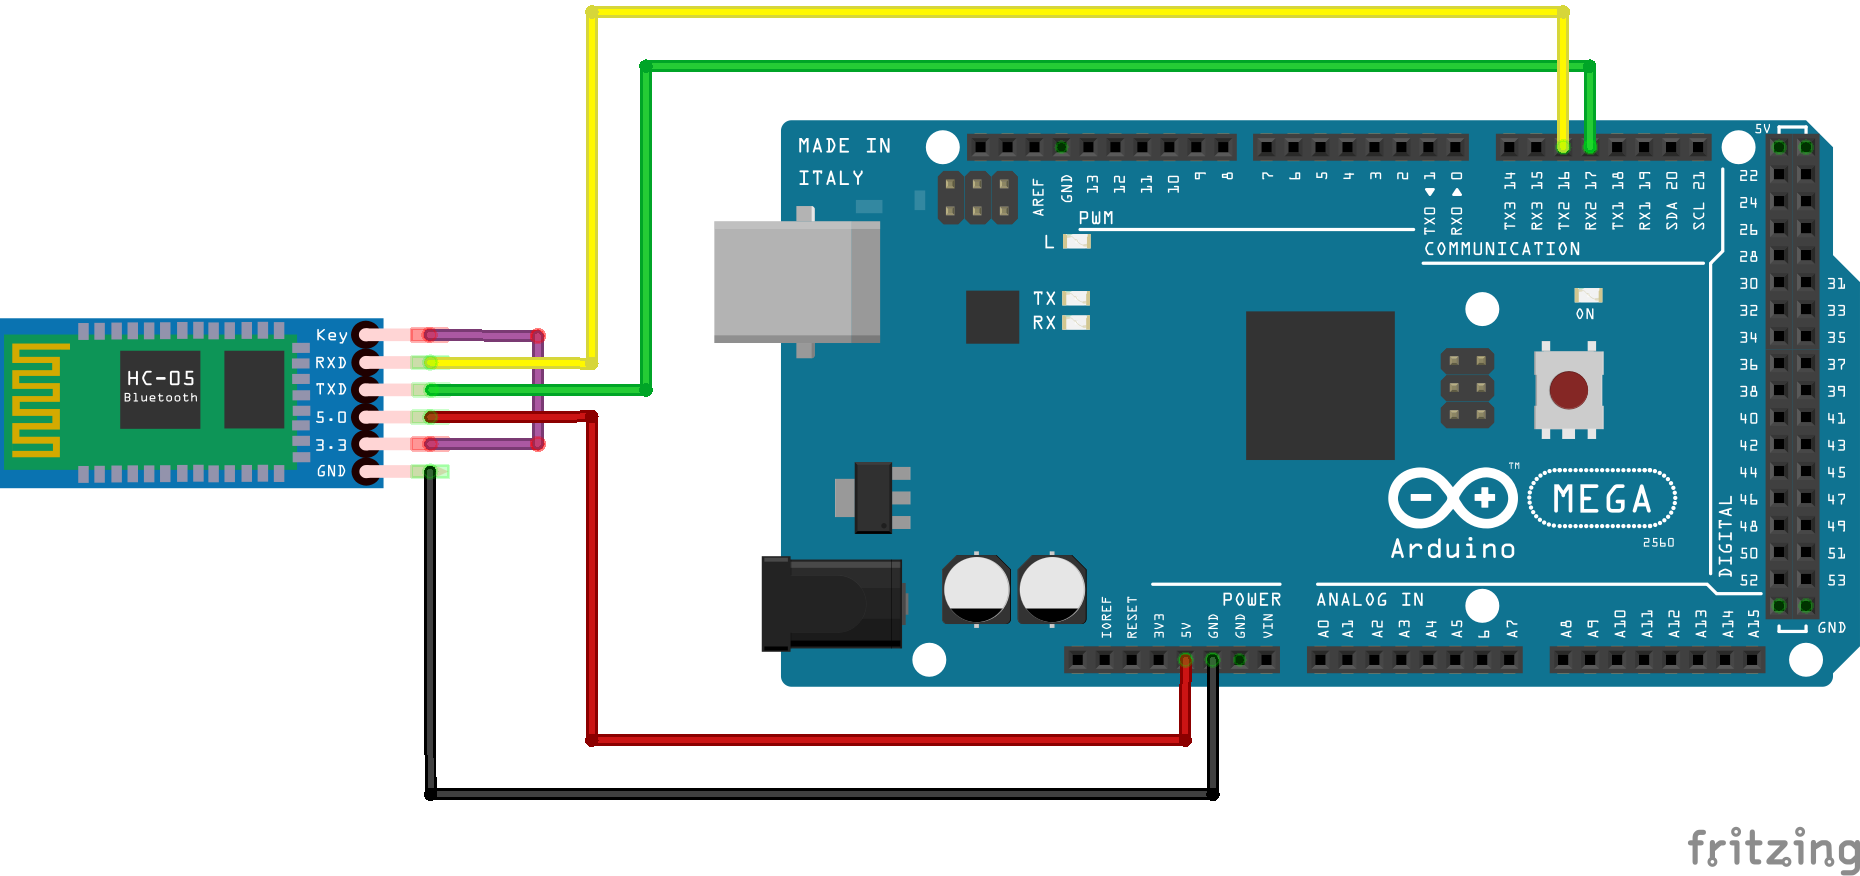 MADE IN
ITALY
AREF
GND
13
12
11
10
9
8
7
6
5
4
3
2
TX0 1
RX0 0
TX3 14
RX3 15
TX2 16
RX2 17
TX1 18
RX1 19
SDA 20
SCL 21
PWM
COMMUNICATION
L
TX
RX
ON
5V
22
24
26
28
30 31
32 33
34 35
36 37
38 39
40 41
42 43
44 45
46 47
48 49
50 51
52 53
GND
DIGITAL
Key
RXD
TXD
5.0
3.3
GND
HC-05
Bluetooth
TM
MEGA
Arduino
2560
POWER
ANALOG IN
IOREF
RESET
3V3
5V
GND
GND
VIN
A0
A1
A2
A3
A4
A5
6
A7
A8
A9
A10
A11
A12
A13
A14
A15
fritzing